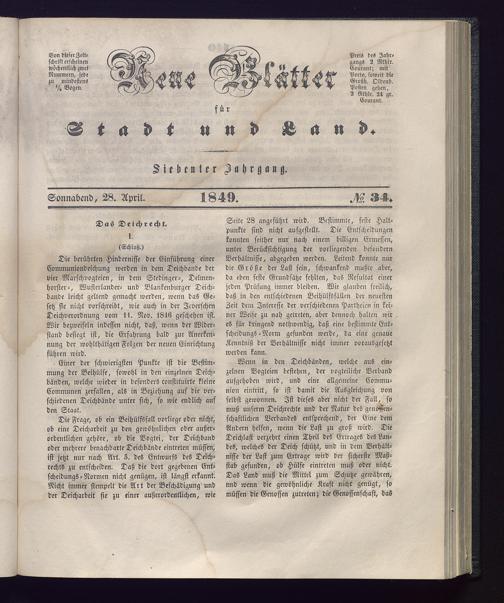 Von dieser Zeit-
schrift erscheinen
wöchentlich zwei
Nummern, jede
zu mindestens
½ Bogen.
Neue Blätter
Preis des Jahr-
gangs 2 Rthlr.
Courant; mit
Porto, soweit die
Großh. Oldenb.
Posten gehen,
2 Rthlr. 24 gr.
Courant.
für
Stadt und Land.
Siebenter Jahrgang.
Sonnabend, 28. April. 1849. № 34.
Das Deichrecht.
I.
(Schluß.)
Die berührten Hindernisse der Einführung einer
Communiondeichung werden in dem Deichbande der
vier Marschvogteien, in dem Stedinger-, Delmen-
horster-, Wüsterlander- und Blankenburger Deich-
bande leicht geltend gemacht werden, wenn das Ge-
setz sie nicht vorschreibt, wie auch in der Jeverschen
Deichverordnung vom 11. Nov. 1846 geschehen ist.
Wir bezweifeln indessen nicht, daß, wenn der Wider-
stand besiegt ist, die Erfahrung bald zur Anerken-
nung der wohlthätigen Folgen der neuen Einrichtung
führen wird.
Einer der schwierigsten Punkte ist die Bestim-
mung der Beihülfe, sowohl in den einzelnen Deich-
bänden, welche wieder in besonders constituirte kleine
Communen zerfallen, als in Beziehung auf die ver-
schiedenen Deichbände unter sich, so wie endlich auf
den Staat.
Die Frage, ob ein Beihülfsfall vorliege oder nicht,
ob eine Deicharbeit zu den gewöhnlichen oder außer-
ordentlichen gehöre, ob die Vogtei, der Deichband
oder mehrere benachbarte Deichbände eintreten müssen,
ist jetzt nur nach Art. 5. des Entwurfs des Deich-
rechts zu entscheiden. Daß die dort gegebenen Ent-
scheidungs-Normen nicht genügen, ist längst erkannt.
Nicht immer stempelt die Art der Beschädigung und
der Deicharbeit sie zu einer außerordentlichen, wie
Seite 28 angeführt wird. Bestimmte, feste Halt-
punkte sind nicht aufgestellt. Die Entscheidungen
konnten seither nur nach einem billigen Ermessen,
unter Berücksichtigung der vorliegenden besondern
Verhältnisse, abgegeben werden. Leitend konnte nur
die Größe der Last sein, schwankend mußte aber,
da eben feste Grundsätze fehlten, das Resultat einer
jeden Prüfung immer bleiben. Wir glauben freilich,
daß in den entschiedenen Beihülfsfällen der neuesten
Zeit dem Interesse der verschiedenen Partheien in kei-
ner Weise zu nah getreten, aber dennoch halten wir
es für dringend nothwendig, daß eine bestimmte Ent-
scheidungs-Norm gefunden werde, da eine genaue
Kenntniß der Verhältnisse nicht immer vorausgesetzt
werden kann.
Wenn in den Deichbänden, welche aus ein-
zelnen Vogteien bestehen, der vogteiliche Verband
aufgehoben wird, und eine allgemeine Commu-
nion eintritt, so ist damit die Ausgleichung von
selbst gewonnen. Ist dieses aber nicht der Fall, so
muß unserm Deichrechte und der Natur des genossen-
schaftlichen Verbandes entsprechend, der Eine dem
Andern helfen, wenn die Last zu groß wird. Die
Deichlast verzehrt einen Theil des Ertrages des Lan-
des, welches der Deich schützt, und in dem Verhält-
nisse der Last zum Ertrage wird der sicherste Maß-
stab gefunden, ob Hülfe eintreten muß oder nicht.
Das Land muß die Mittel zum Schutze gewähren,
und wenn die gewöhnliche Kraft nicht genügt, so
müssen die Genossen zutreten; die Genossenschaft, das